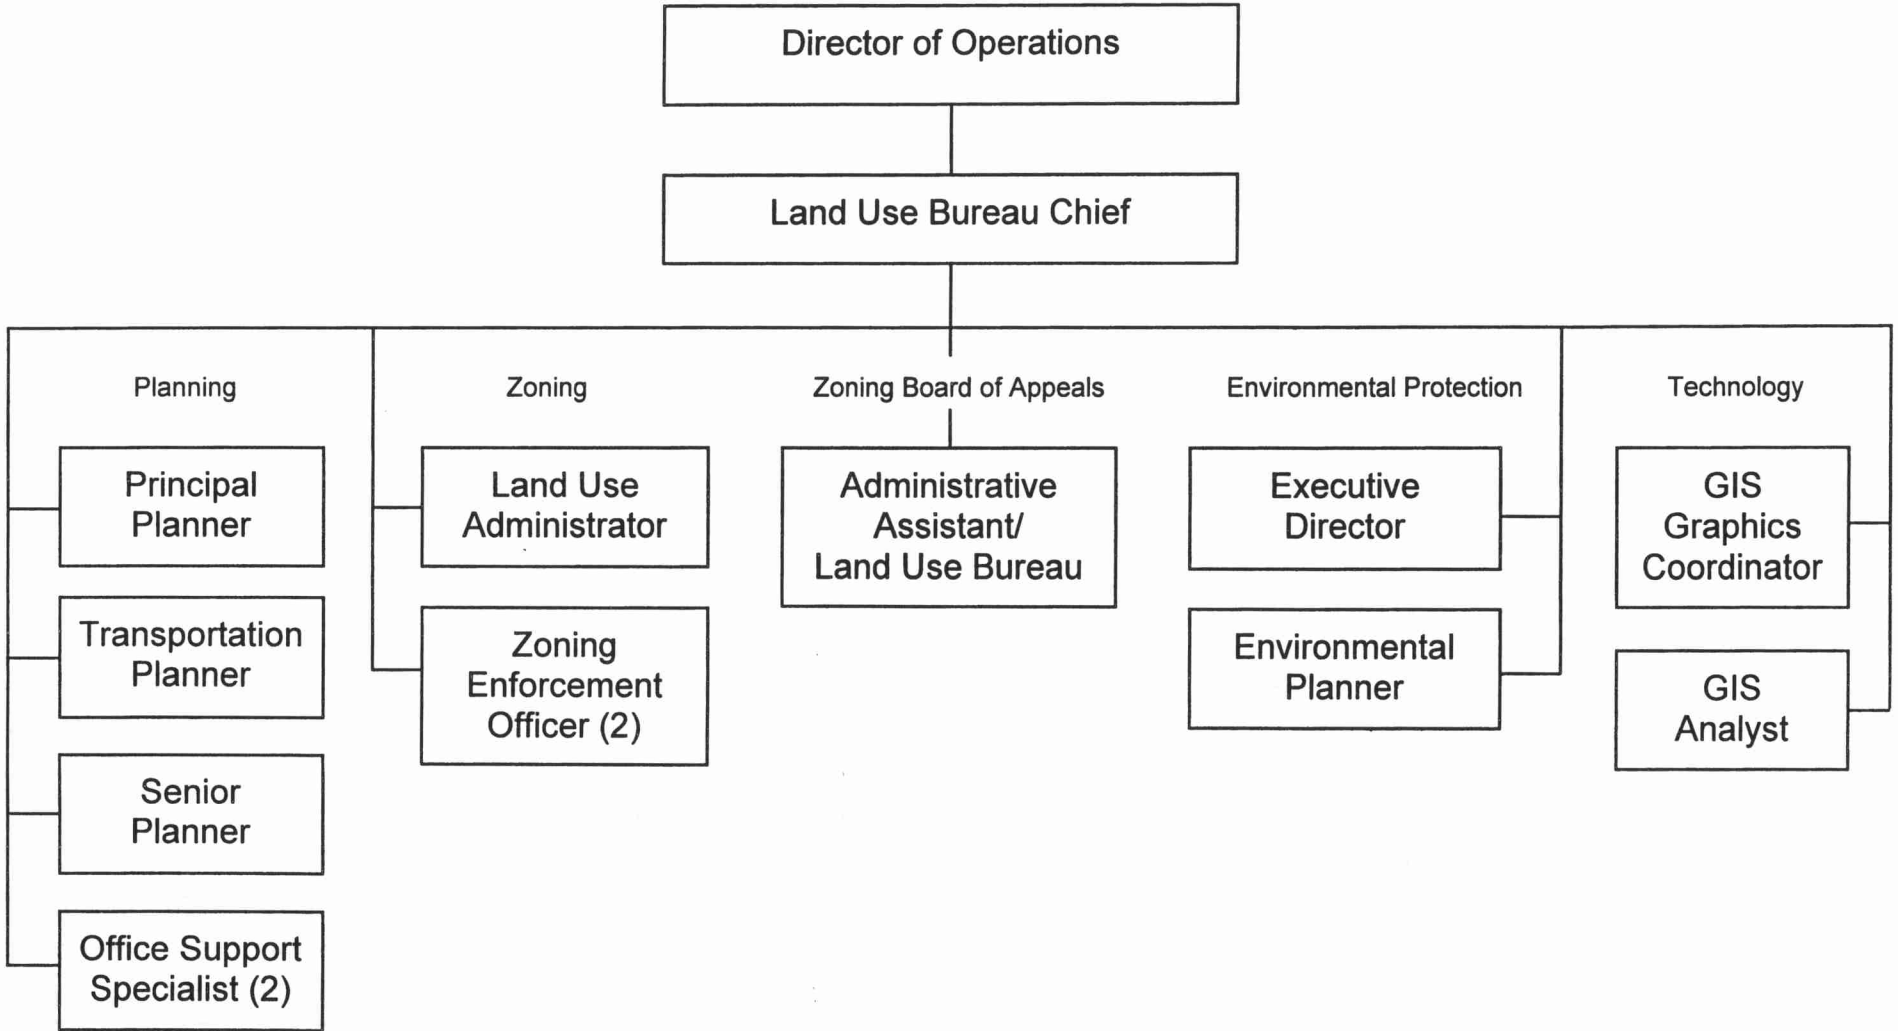 Director of Operations
Land Use Bureau Chief
Planning
Zoning
Zoning Board of Appeals
Environmental Protection
Technology
Principal
Planner
Transportation
Planner
Senior
Planner
Office Support
Specialist (2)
Land Use
Administrator
Zoning
Enforcement
Officer (2)
Administrative
Assistant/
Land Use Bureau
Executive
Director
Environmental
Planner
GIS
Graphics
Coordinator
GIS
Analyst